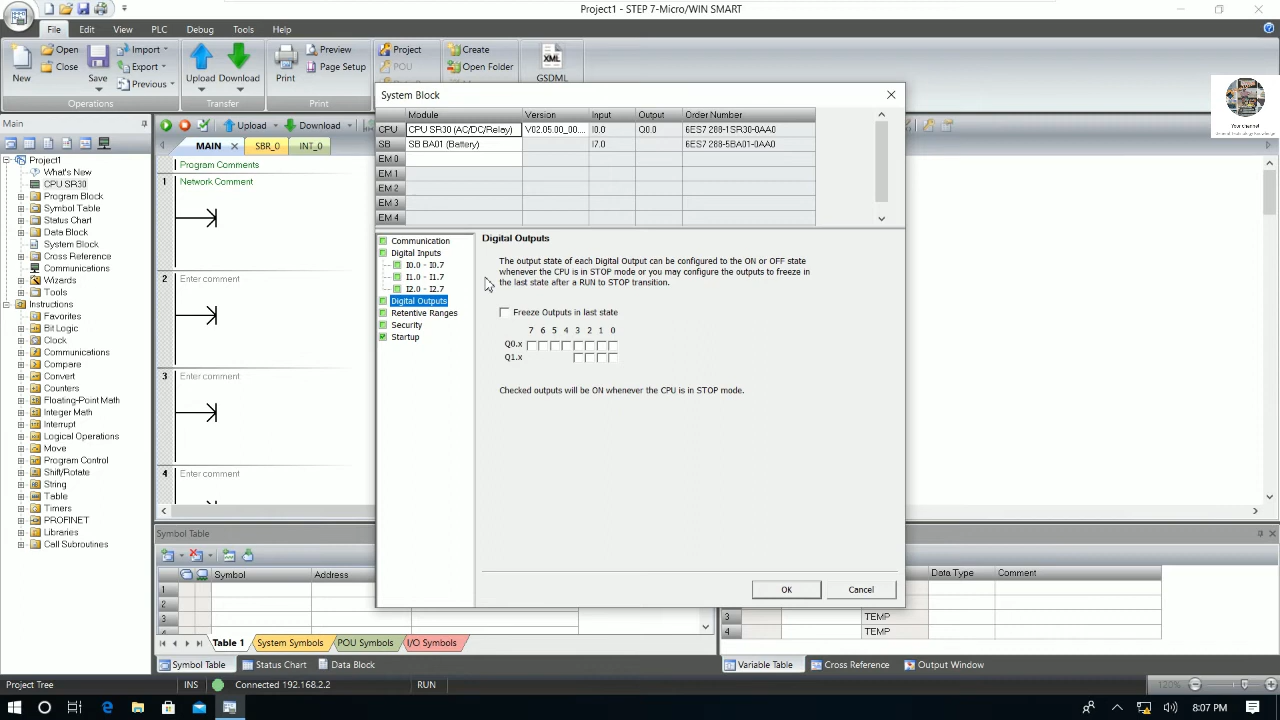 Project1 - STEP 7-Micro/WIN SMART
File Edit View PLC Debug Tools Help
New
Open
Close
Save
Import
Export
Previous
Operations
Upload
Download
Transfer
Print
Preview
Page Setup
Print
Project
POU
Create
Open Folder
GSDML
Your channel
Main
Project1
What's New
CPU SR30
Program Block
Symbol Table
Status Chart
Data Block
System Block
Cross Reference
Communications
Wizards
Tools
Instructions
Favorites
Bit Logic
Clock
Communications
Compare
Convert
Counters
Floating-Point Math
Integer Math
Interrupt
Logical Operations
Move
Program Control
Shift/Rotate
String
Table
Timers
PROFINET
Libraries
Call Subroutines
Upload Download
MAIN SBR_0 INT_0
Program Comments
1 Network Comment
2 Enter comment
3 Enter comment
4 Enter comment
System Block
Module Version Input Output Order Number
CPU CPU SR30 (AC/DC/Relay) I0.0 Q0.0 6ES7 288-1SR30-0AA0
SB SB BA01 (Battery) I7.0 6ES7 288-5BA01-0AA0
EM 0
EM 1
EM 2
EM 3
EM 4
Communication
Digital Inputs
I0.0 - I0.7
I1.0 - I1.7
I2.0 - I2.7
Digital Outputs
Retentive Ranges
Security
Startup
Digital Outputs
The output state of each Digital Output can be configured to the ON or OFF state
whenever the CPU is in STOP mode or you may configure the outputs to freeze in
the last state after a RUN to STOP transition.
Freeze Outputs in last state
7 6 5 4 3 2 1 0
Q0.x
Q1.x
Checked outputs will be ON whenever the CPU is in STOP mode.
OK Cancel
Symbol Table
Symbol Address
1
2
3
Table 1 System Symbols POU Symbols I/O Symbols
Symbol Table Status Chart Data Block
Data Type Comment
3 TEMP
4 TEMP
Variable Table Cross Reference Output Window
Project Tree INS Connected 192.168.2.2 RUN 120%
8:07 PM